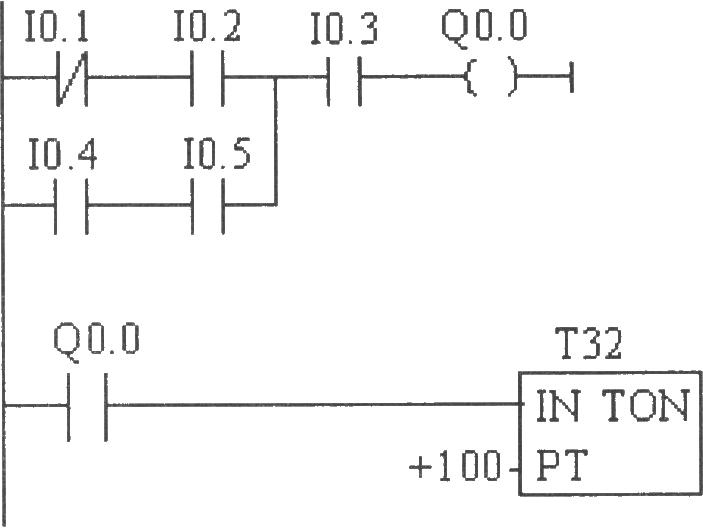 I0.1 I0.2 I0.3 Q0.0
I0.4 I0.5
Q0.0
T32
IN TON
+100 PT